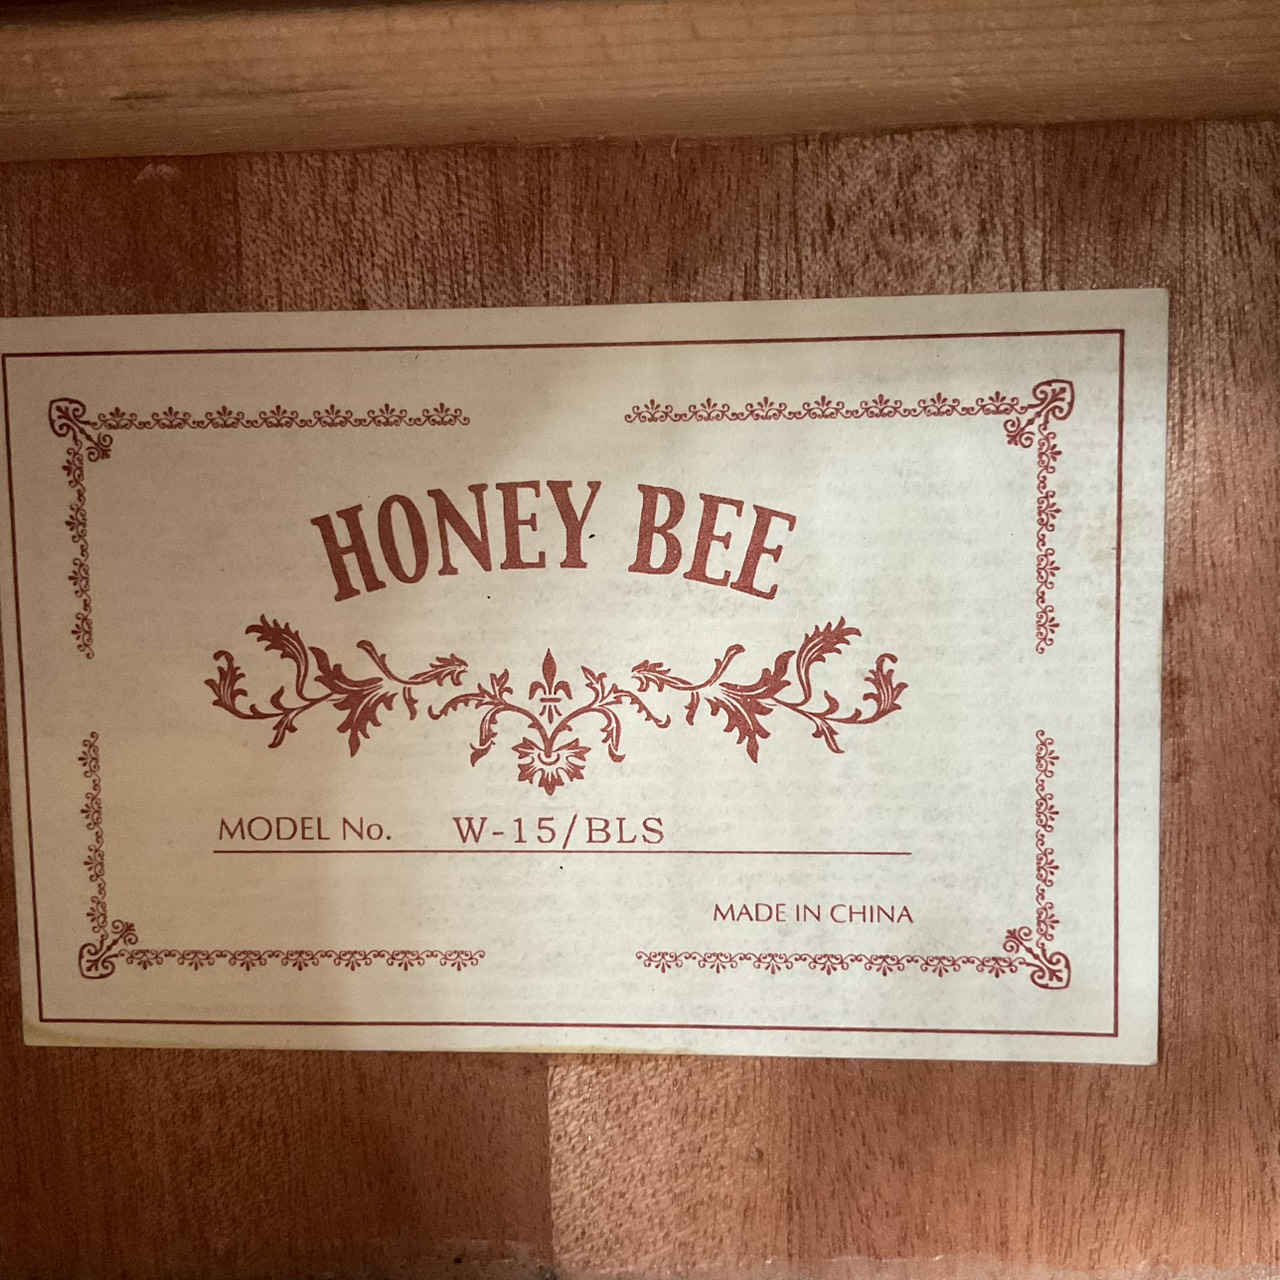 HONEY BEE
MODEL No. W-15/BLS
MADE IN CHINA